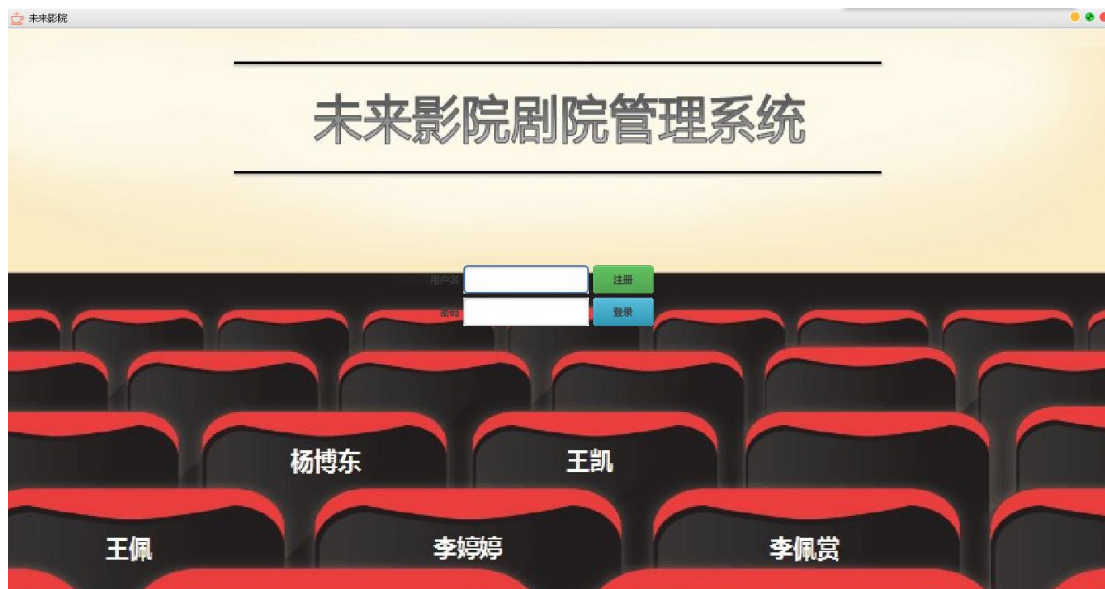 未来影院
未来影院剧院管理系统
用户名 注册
密码 登录
杨博东 王凯
王佩 李婷婷 李佩赏